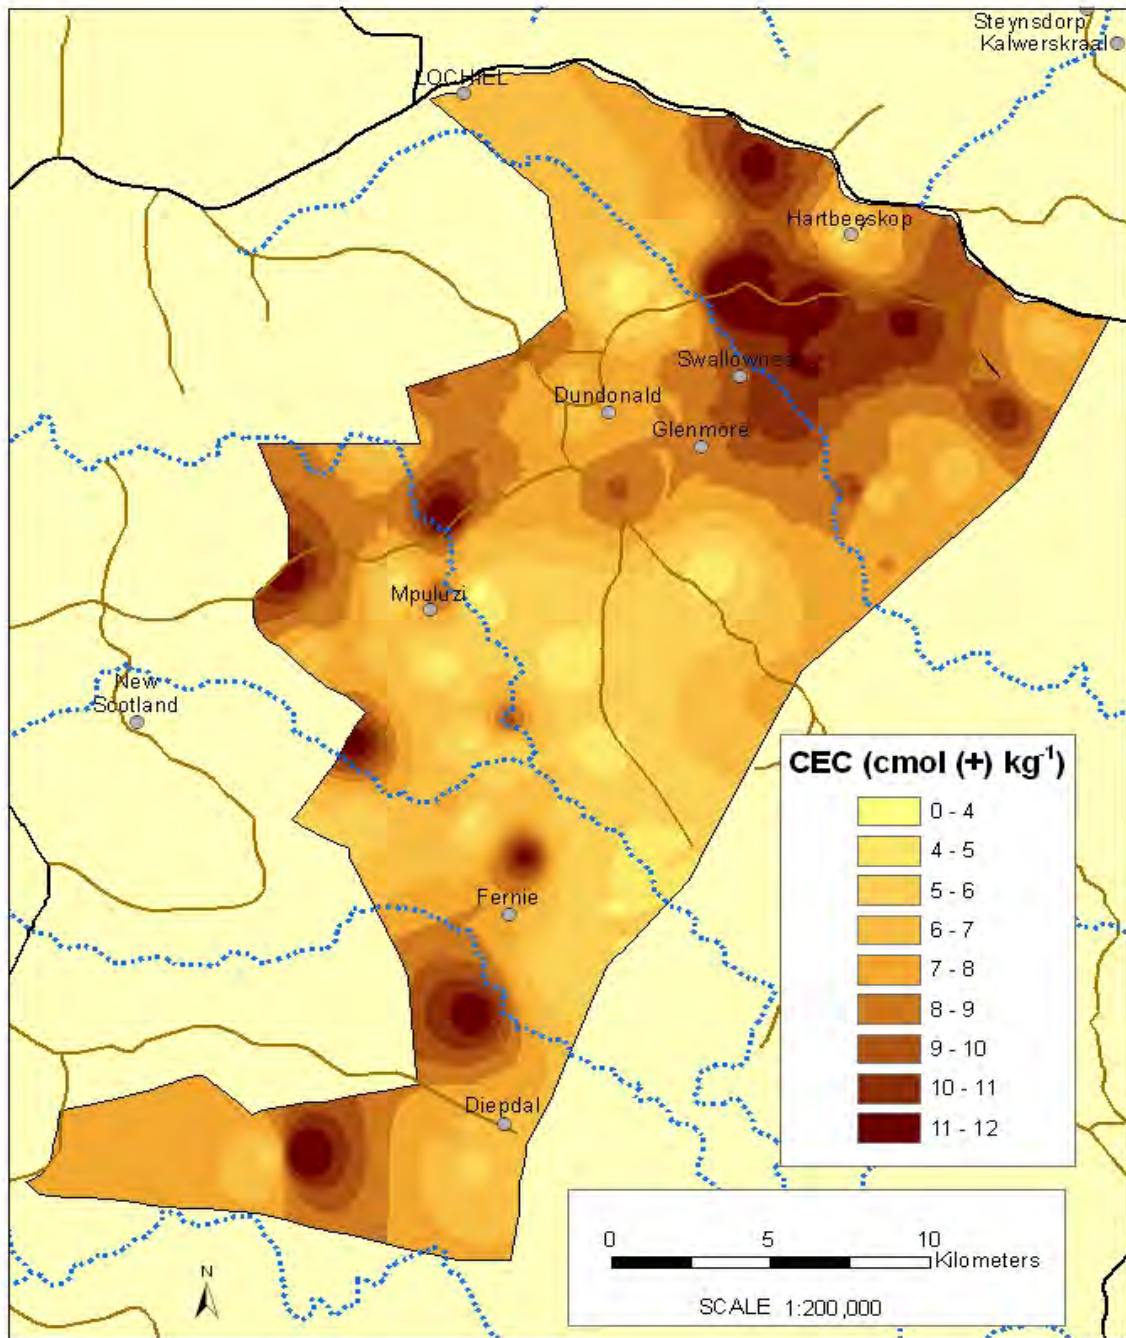 Steynsdorp
Kalwerskraal
LOCHIEL
Hartbeeskop
Swallownes
Dundonald
Glenmore
Mpuluzi
New
Scotland
CEC (cmol (+) kg-1)
0 - 4
4 - 5
5 - 6
6 - 7
7 - 8
8 - 9
9 - 10
10 - 11
11 - 12
Fernie
Diepdal
0 5 10
Kilometers
SCALE 1:200,000
N